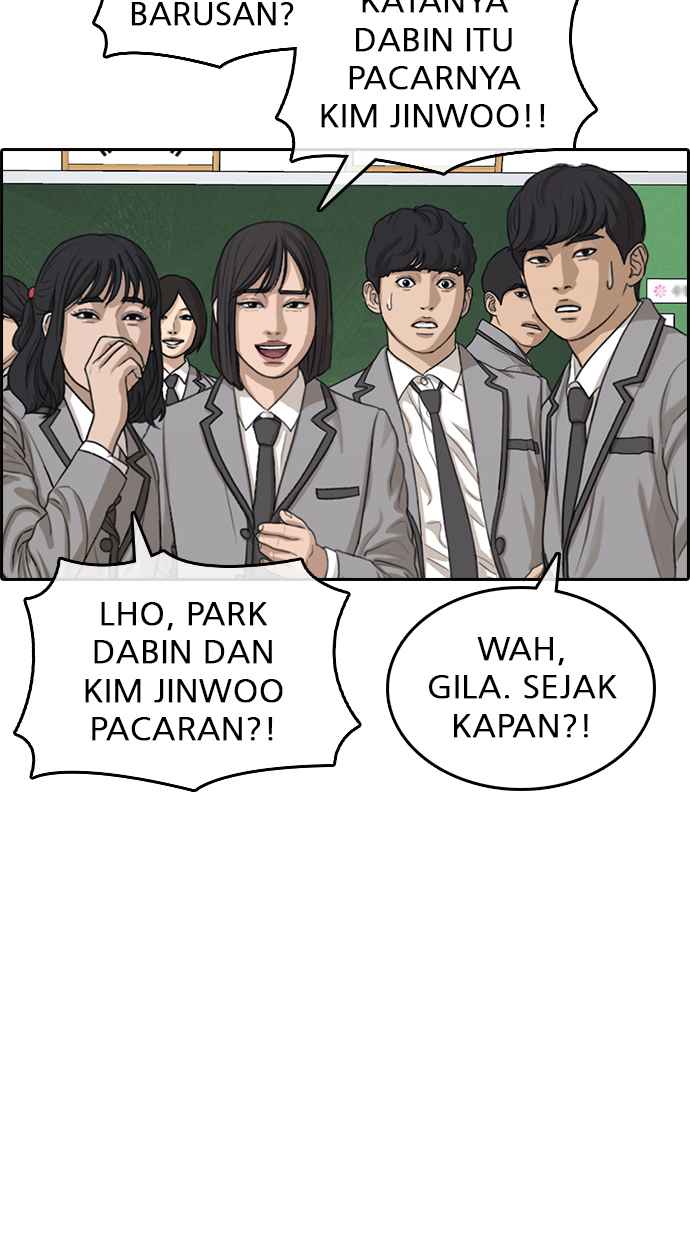 BARUSAN?
KATANYA
DABIN ITU
PACARNYA
KIM JINWOO!!
LHO, PARK
DABIN DAN
KIM JINWOO
PACARAN?!
WAH,
GILA. SEJAK
KAPAN?!